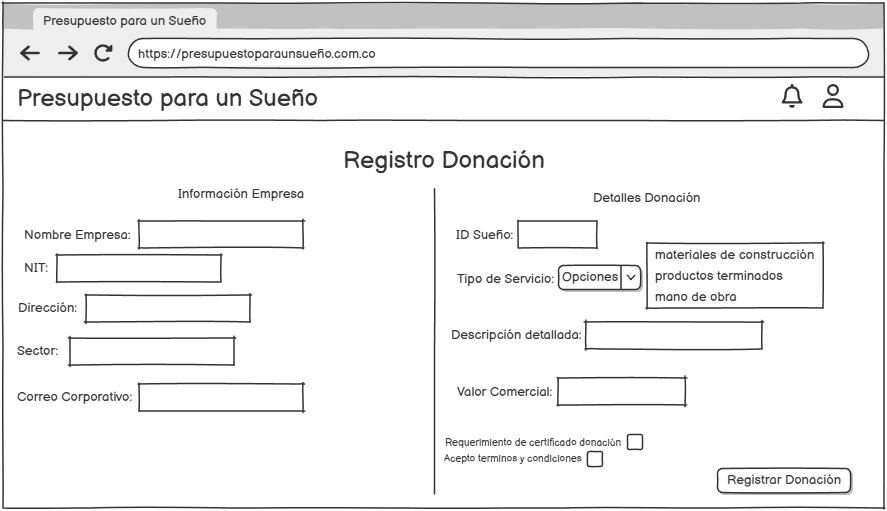 Presupuesto para un Sueño
https://presupuestoparaunsueño.com.co
Presupuesto para un Sueño
Registro Donación
Información Empresa
Nombre Empresa:
NIT:
Dirección:
Sector:
Correo Corporativo:
Detalles Donación
ID Sueño:
Tipo de Servicio: Opciones
materiales de construcción
productos terminados
mano de obra
Descripción detallada:
Valor Comercial:
Requerimiento de certificado donación
Acepto terminos y condiciones
Registrar Donación